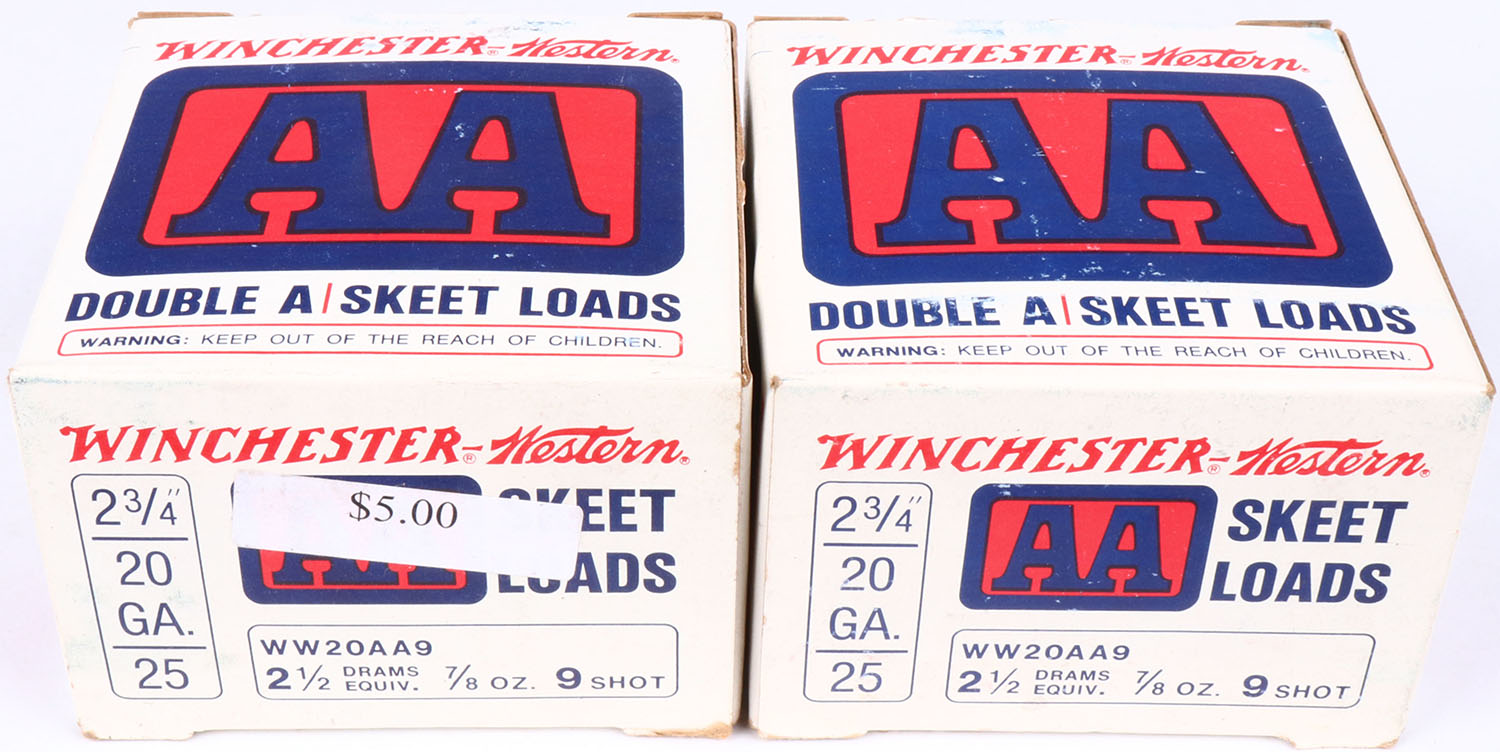 WINCHESTER®-Western®
AA
DOUBLE A | SKEET LOADS
WARNING: KEEP OUT OF THE REACH OF CHILDREN.
WINCHESTER®-Western®
2 3/4"
20
GA.
25
$5.00
AA
SKEET
LOADS
WW20AA9
2 1/2 DRAMS EQUIV. 7/8 OZ. 9 SHOT
WINCHESTER®-Western®
AA
DOUBLE A | SKEET LOADS
WARNING: KEEP OUT OF THE REACH OF CHILDREN.
WINCHESTER®-Western®
2 3/4"
20
GA.
25
AA
SKEET
LOADS
WW20AA9
2 1/2 DRAMS EQUIV. 7/8 OZ. 9 SHOT